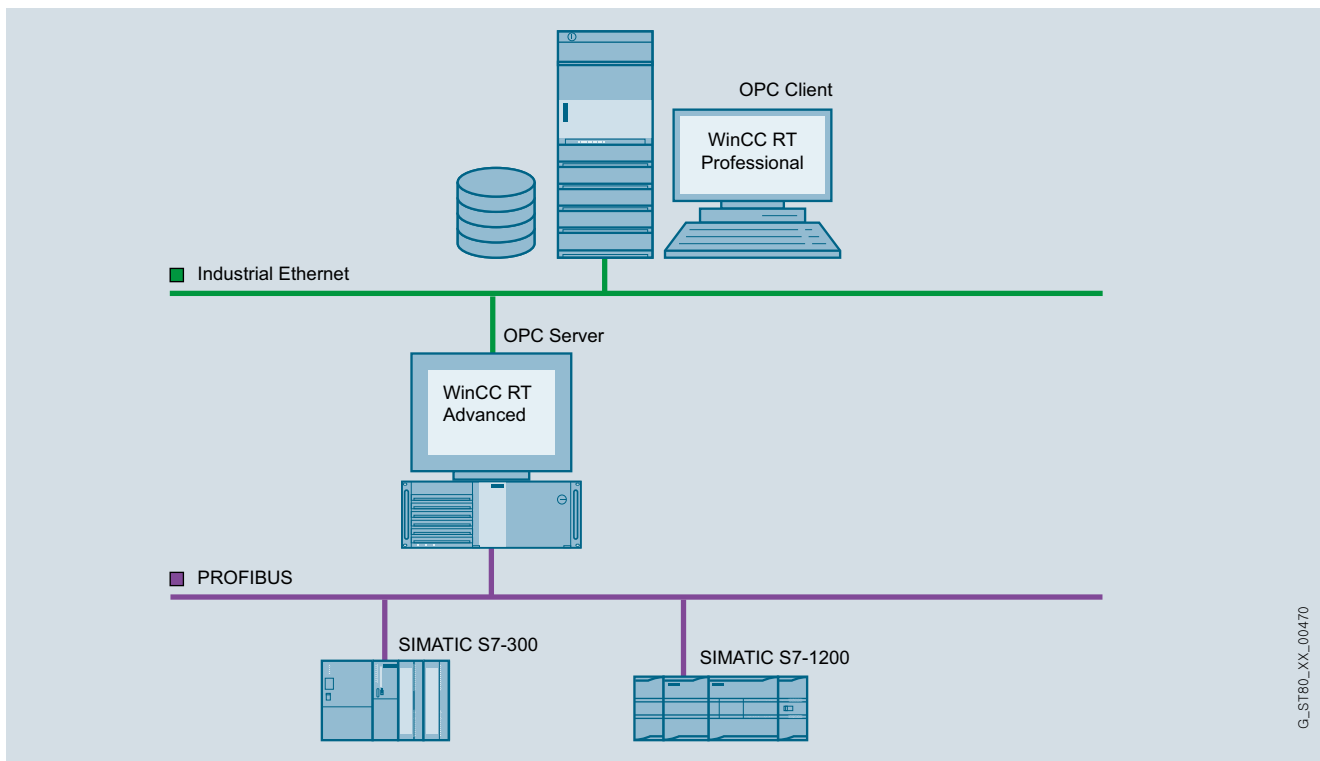 OPC Client
WinCC RT
Professional
Industrial Ethernet
OPC Server
WinCC RT
Advanced
PROFIBUS
SIMATIC S7-300
SIMATIC S7-1200
G_ST80_XX_00470